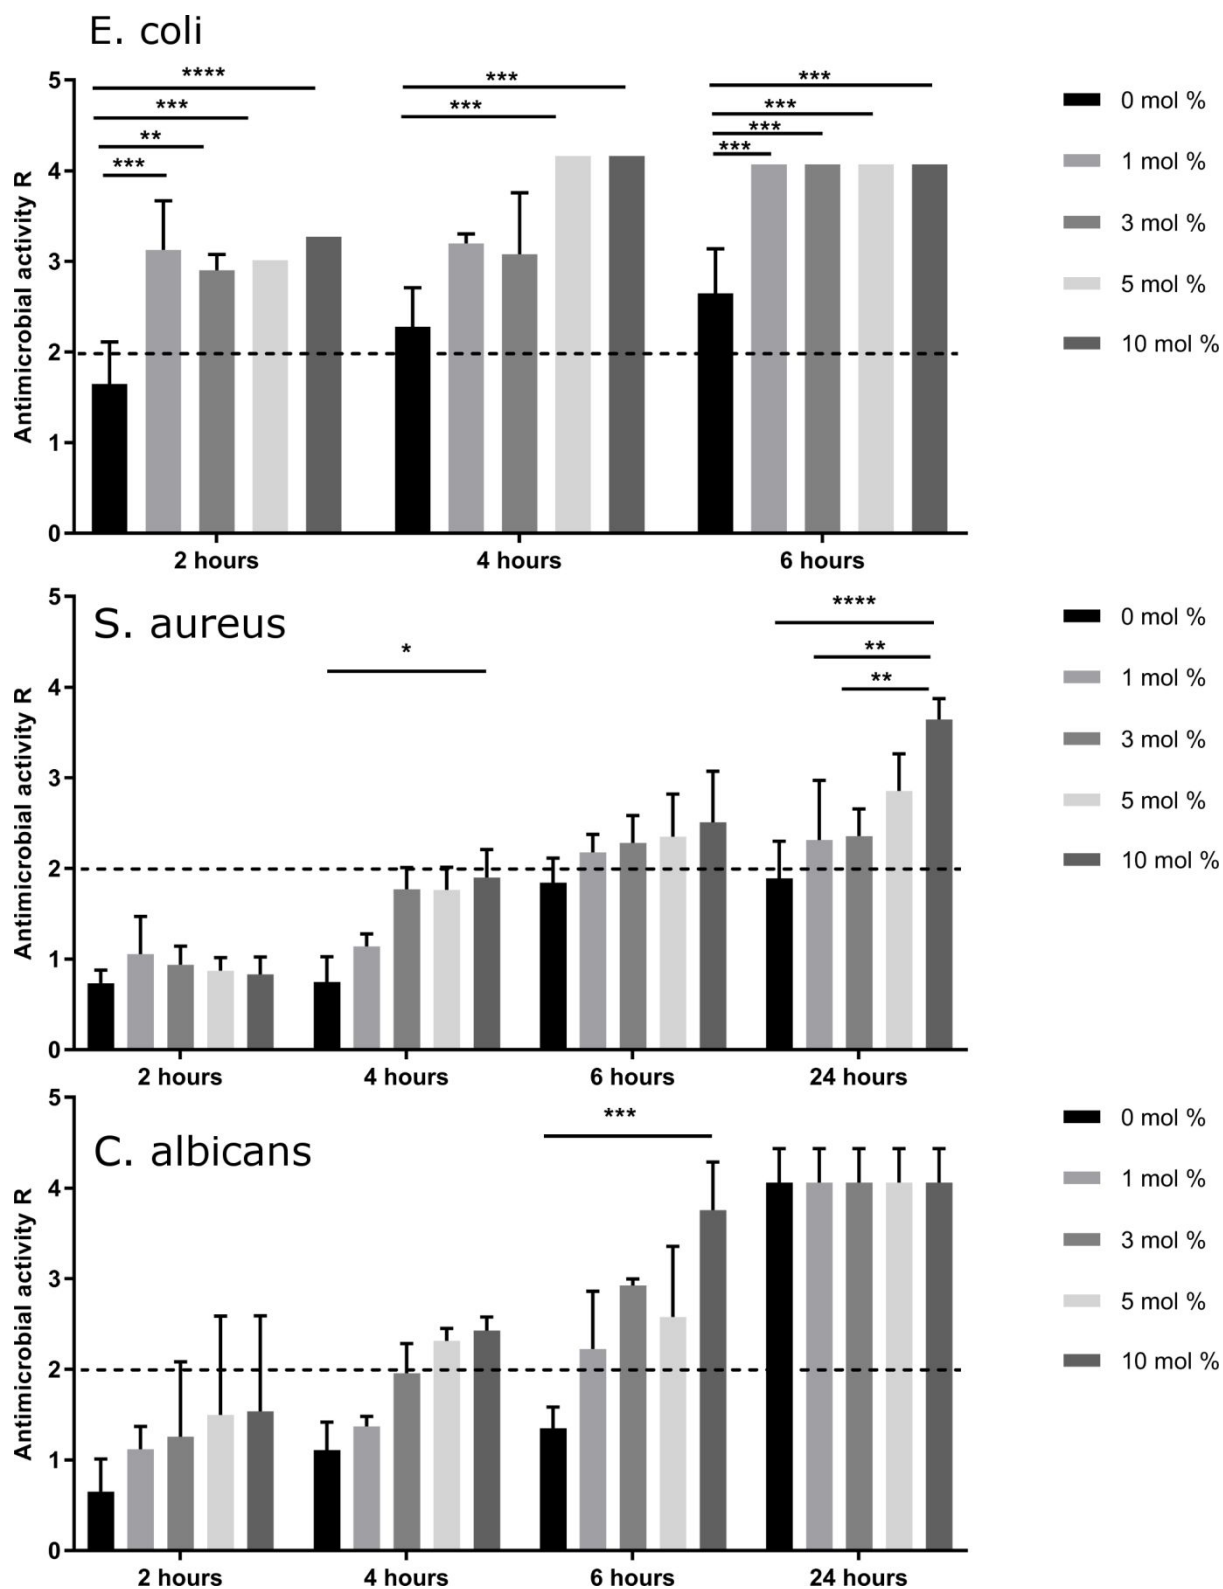 E. coli
Antimicrobial activity R
5
4
3
2
1
0
****
***
**
***
***
***
***
***
***
***
2 hours
4 hours
6 hours
0 mol %
1 mol %
3 mol %
5 mol %
10 mol %
S. aureus
Antimicrobial activity R
5
4
3
2
1
0
*
****
**
**
2 hours
4 hours
6 hours
24 hours
0 mol %
1 mol %
3 mol %
5 mol %
10 mol %
C. albicans
Antimicrobial activity R
5
4
3
2
1
0
***
2 hours
4 hours
6 hours
24 hours
0 mol %
1 mol %
3 mol %
5 mol %
10 mol %